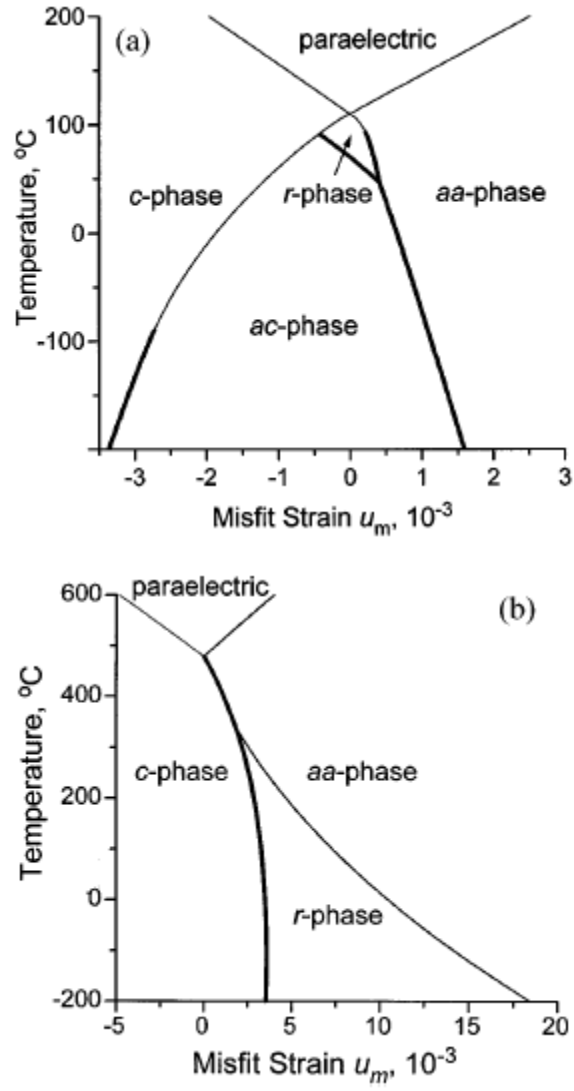 (a)
paraelectric
c-phase
r-phase
aa-phase
ac-phase
200
100
0
-100
Temperature, ºC
-3 -2 -1 0 1 2 3
Misfit Strain u_m, 10⁻³
(b)
paraelectric
c-phase
aa-phase
r-phase
600
400
200
0
-200
Temperature, ºC
-5 0 5 10 15 20
Misfit Strain u_m, 10⁻³